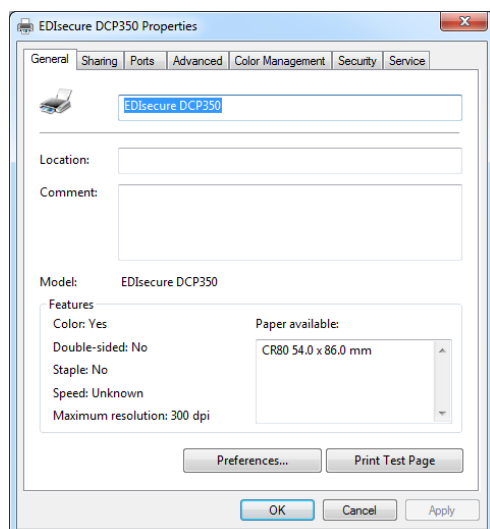 EDIsecure DCP350 Properties
General Sharing Ports Advanced Color Management Security Service
EDIsecure DCP350
Location:
Comment:
Model: EDIsecure DCP350
Features
Color: Yes Paper available:
Double-sided: No CR80 54.0 x 86.0 mm
Staple: No
Speed: Unknown
Maximum resolution: 300 dpi
Preferences... Print Test Page
OK Cancel Apply